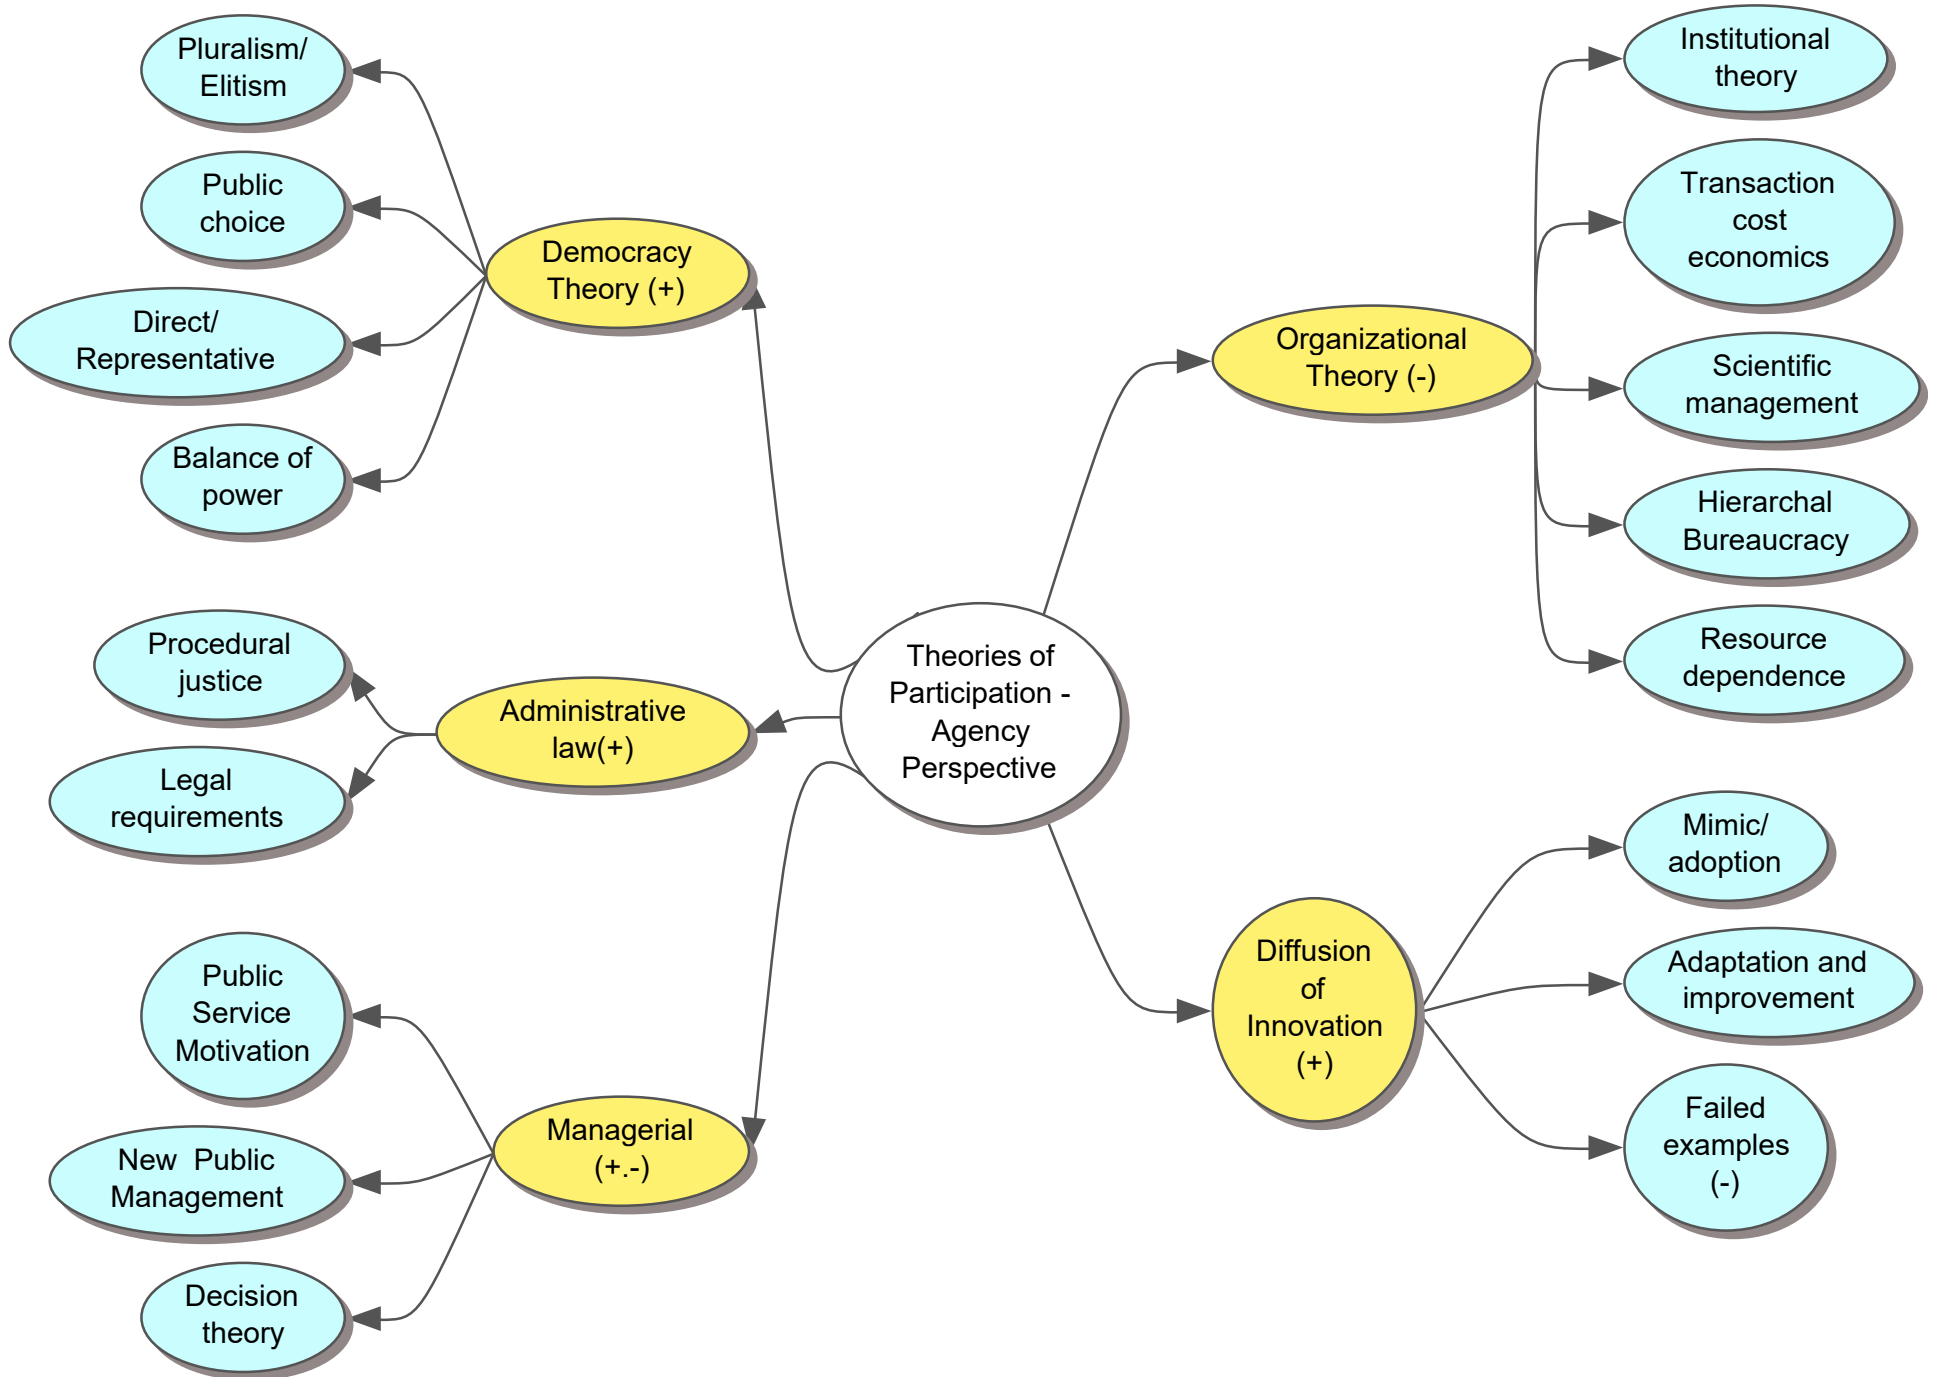 Pluralism/
Elitism
Public
choice
Direct/
Representative
Balance of
power
Democracy
Theory (+)
Procedural
justice
Legal
requirements
Administrative
law(+)
Public
Service
Motivation
New  Public
Management
Decision
theory
Managerial
(+.-)
Theories of
Participation -
Agency
Perspective
Organizational
Theory (-)
Institutional
theory
Transaction
cost
economics
Scientific
management
Hierarchal
Bureaucracy
Resource
dependence
Diffusion
of
Innovation
(+)
Mimic/
adoption
Adaptation and
improvement
Failed
examples
(-)